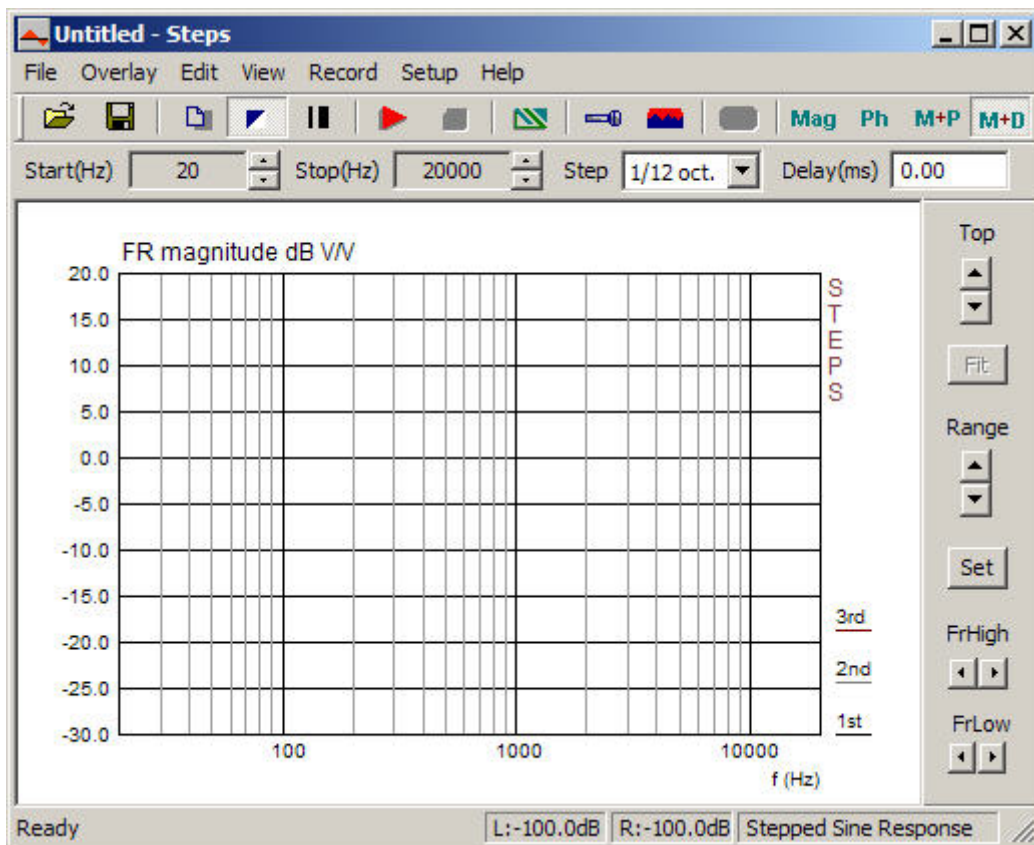 Untitled - Steps
File Overlay Edit View Record Setup Help
Mag Ph M+P M+D
Start(Hz) 20 Stop(Hz) 20000 Step 1/12 oct. Delay(ms) 0.00
FR magnitude dB V/V
20.0
15.0
10.0
5.0
0.0
-5.0
-10.0
-15.0
-20.0
-25.0
-30.0
100 1000 10000
f (Hz)
S
T
E
P
S
3rd
2nd
1st
Top
Fit
Range
Set
FrHigh
FrLow
Ready L:-100.0dB R:-100.0dB Stepped Sine Response